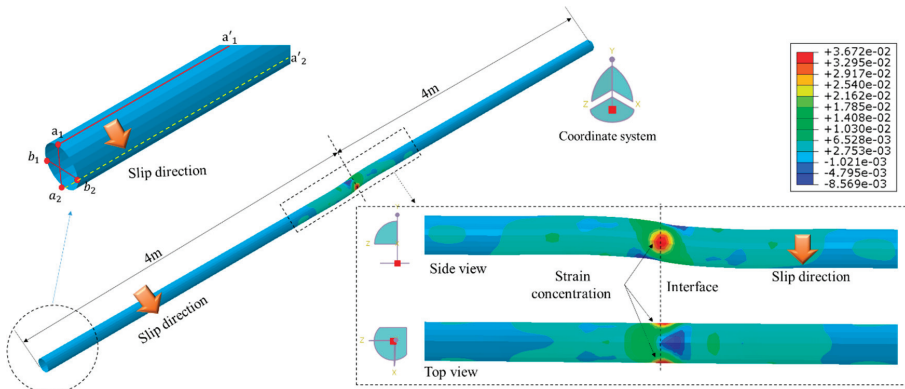 a'₁
a'₂
a₁
b₁
b₂
a₂
Slip direction
4m
4m
Slip direction
Y
Z
X
Coordinate system
+3.672e-02
+3.295e-02
+2.917e-02
+2.540e-02
+2.162e-02
+1.785e-02
+1.408e-02
+1.030e-02
+6.528e-03
+2.753e-03
-1.021e-03
-4.795e-03
-8.569e-03
Z
Side view
Strain
concentration
Interface
Slip direction
Z
X
Top view